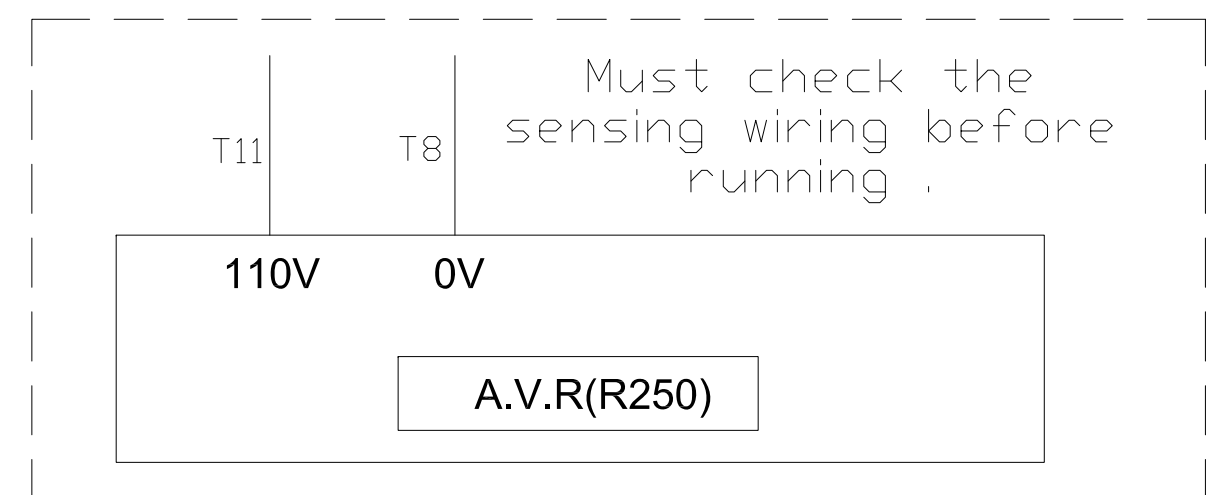 Must check the
sensing wiring before
running .
T11
T8
110V
0V
A.V.R(R250)